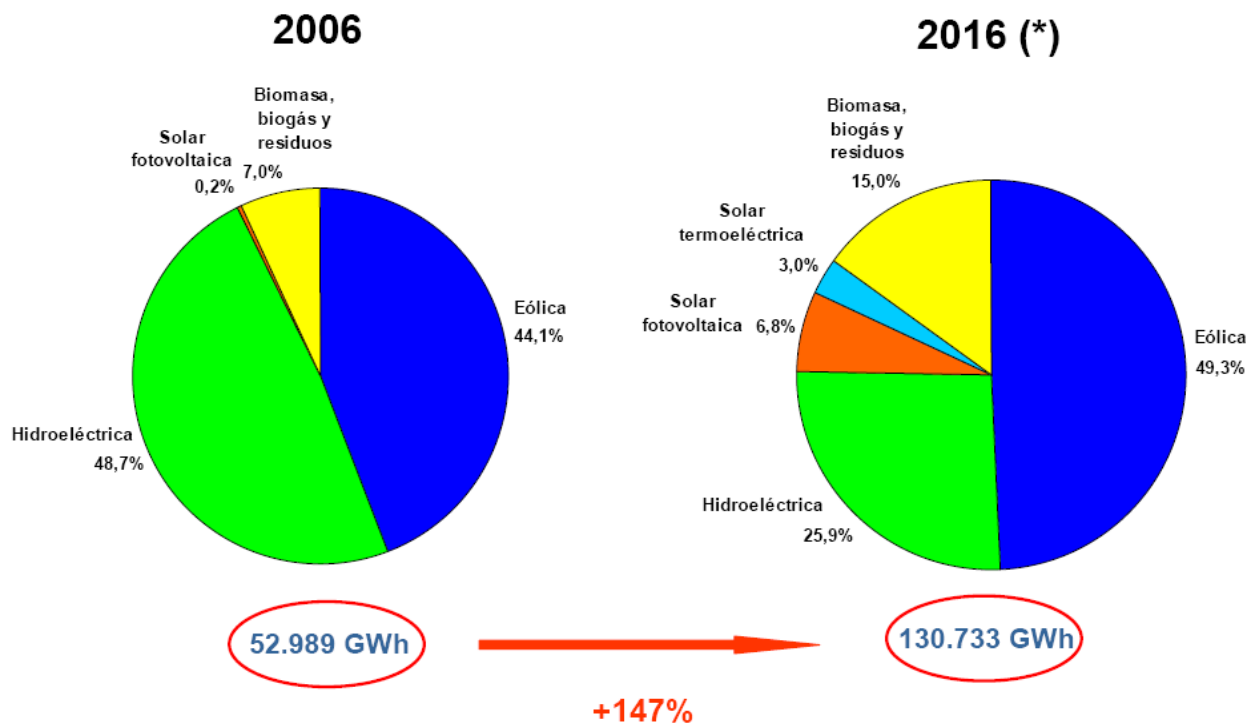 2006
Biomasa,
biogás y
residuos
7,0%
Solar
fotovoltaica
0,2%
Eólica
44,1%
Hidroeléctrica
48,7%
52.989 GWh
+147%
2016 (*)
Biomasa,
biogás y
residuos
15,0%
Solar
termoeléctrica
3,0%
Solar
fotovoltaica
6,8%
Eólica
49,3%
Hidroeléctrica
25,9%
130.733 GWh